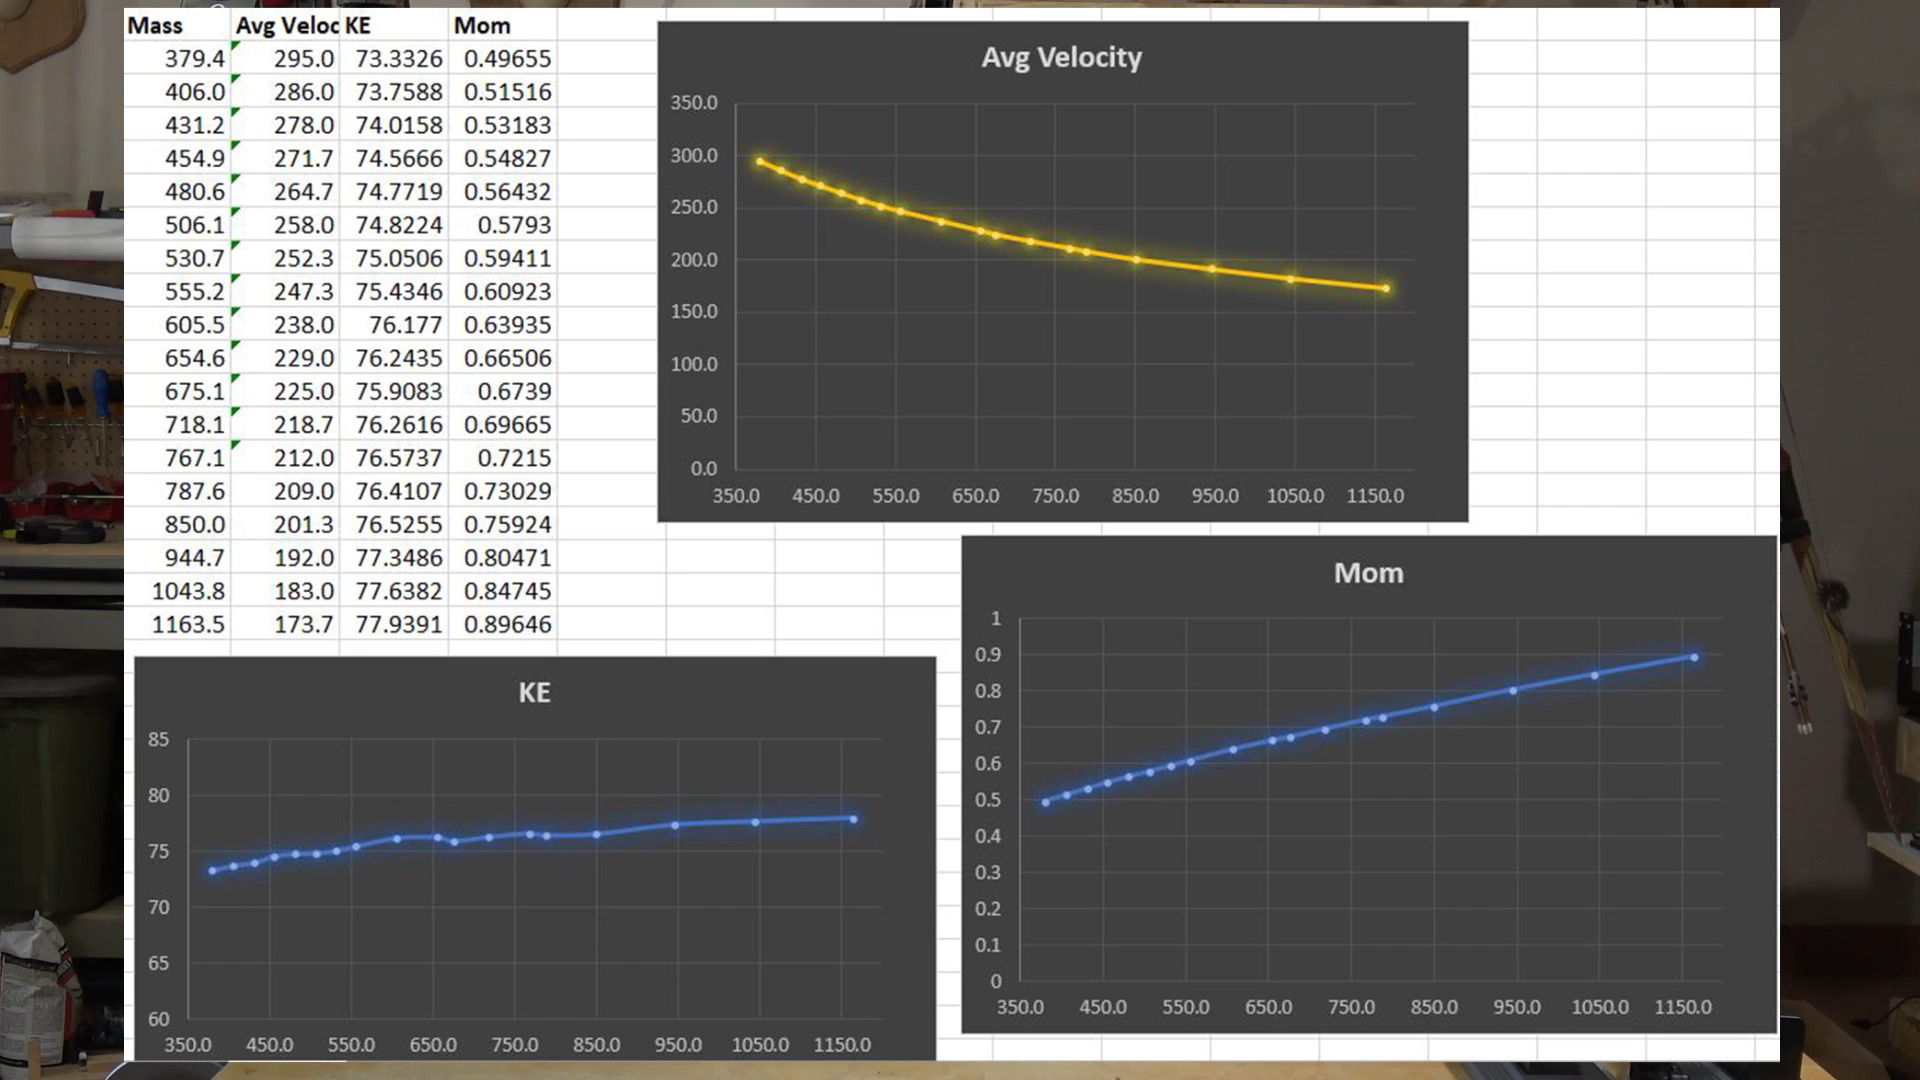 Mass Avg Veloc KE Mom
379.4 295.0 73.3326 0.49655
406.0 286.0 73.7588 0.51516
431.2 278.0 74.0158 0.53183
454.9 271.7 74.5666 0.54827
480.6 264.7 74.7719 0.56432
506.1 258.0 74.8224 0.5793
530.7 252.3 75.0506 0.59411
555.2 247.3 75.4346 0.60923
605.5 238.0 76.177 0.63935
654.6 229.0 76.2435 0.66506
675.1 225.0 75.9083 0.6739
718.1 218.7 76.2616 0.69665
767.1 212.0 76.5737 0.7215
787.6 209.0 76.4107 0.73029
850.0 201.3 76.5255 0.75924
944.7 192.0 77.3486 0.80471
1043.8 183.0 77.6382 0.84745
1163.5 173.7 77.9391 0.89646
Avg Velocity
350.0
300.0
250.0
200.0
150.0
100.0
50.0
0.0
350.0 450.0 550.0 650.0 750.0 850.0 950.0 1050.0 1150.0
KE
85
80
75
70
65
60
350.0 450.0 550.0 650.0 750.0 850.0 950.0 1050.0 1150.0
Mom
1
0.9
0.8
0.7
0.6
0.5
0.4
0.3
0.2
0.1
0
350.0 450.0 550.0 650.0 750.0 850.0 950.0 1050.0 1150.0